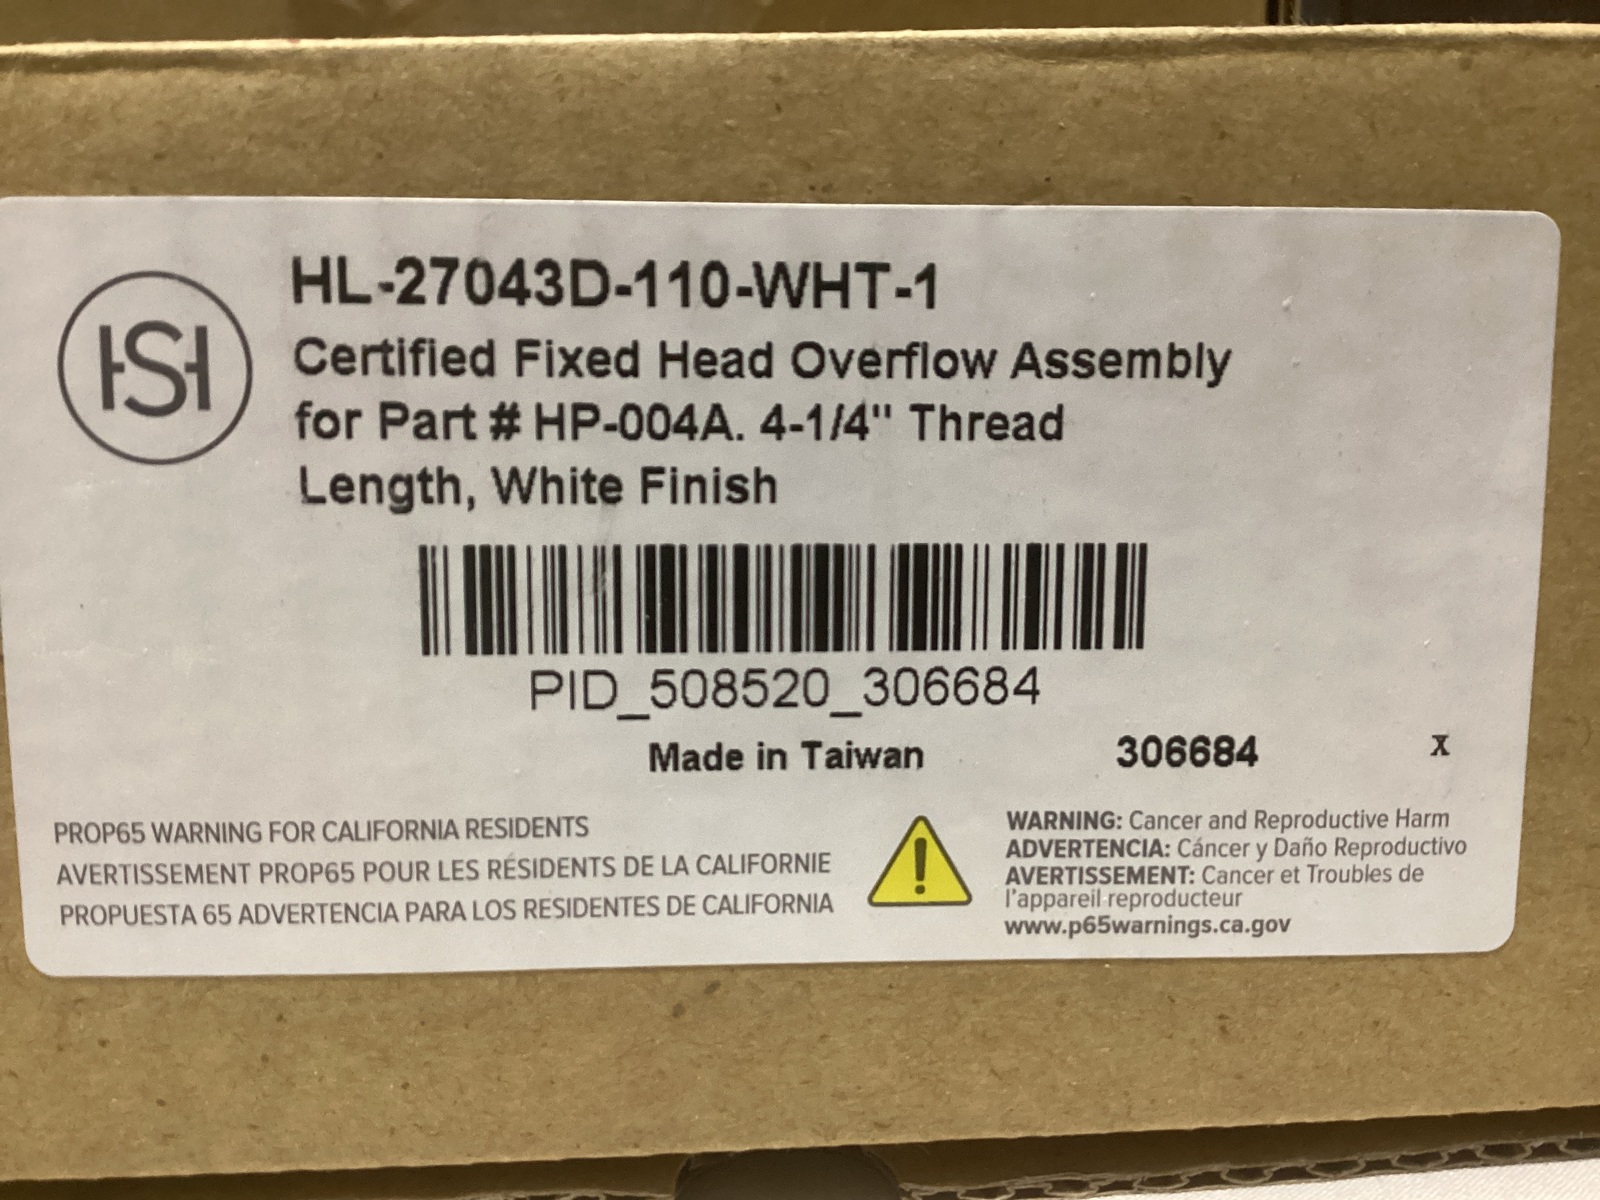 HSH
HL-27043D-110-WHT-1
Certified Fixed Head Overflow Assembly
for Part # HP-004A. 4-1/4" Thread
Length, White Finish
PID_508520_306684
Made in Taiwan 306684 X
PROP65 WARNING FOR CALIFORNIA RESIDENTS
AVERTISSEMENT PROP65 POUR LES RÉSIDENTS DE LA CALIFORNIE
PROPUESTA 65 ADVERTENCIA PARA LOS RESIDENTES DE CALIFORNIA
WARNING: Cancer and Reproductive Harm
ADVERTENCIA: Cáncer y Daño Reproductivo
AVERTISSEMENT: Cancer et Troubles de
l'appareil reproducteur
www.p65warnings.ca.gov